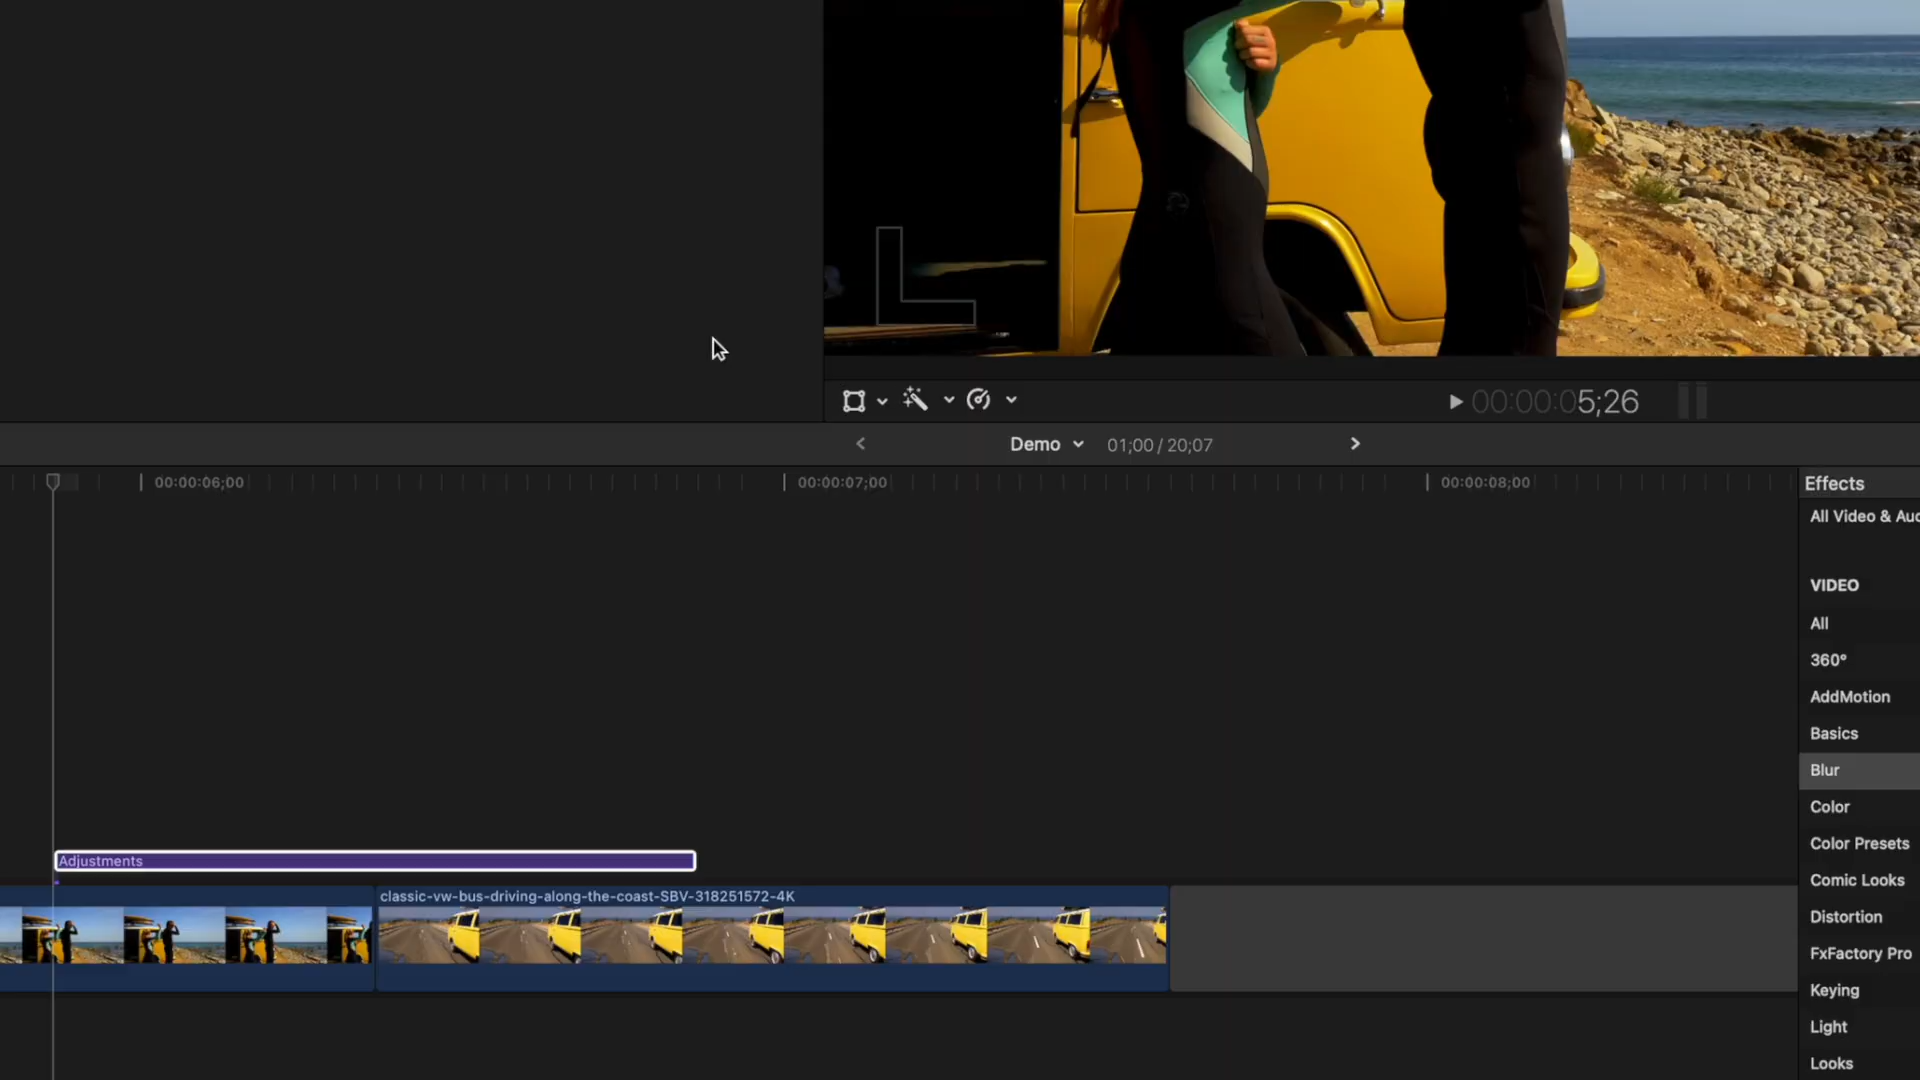 00:00:05;26
Demo
01;00 / 20;07
00:00:06;00
00:00:07;00
00:00:08;00
Effects
All Video & Aud
VIDEO
All
360°
AddMotion
Basics
Blur
Color
Color Presets
Comic Looks
Distortion
FxFactory Pro
Keying
Light
Looks
Adjustments
classic-vw-bus-driving-along-the-coast-SBV-318251572-4K